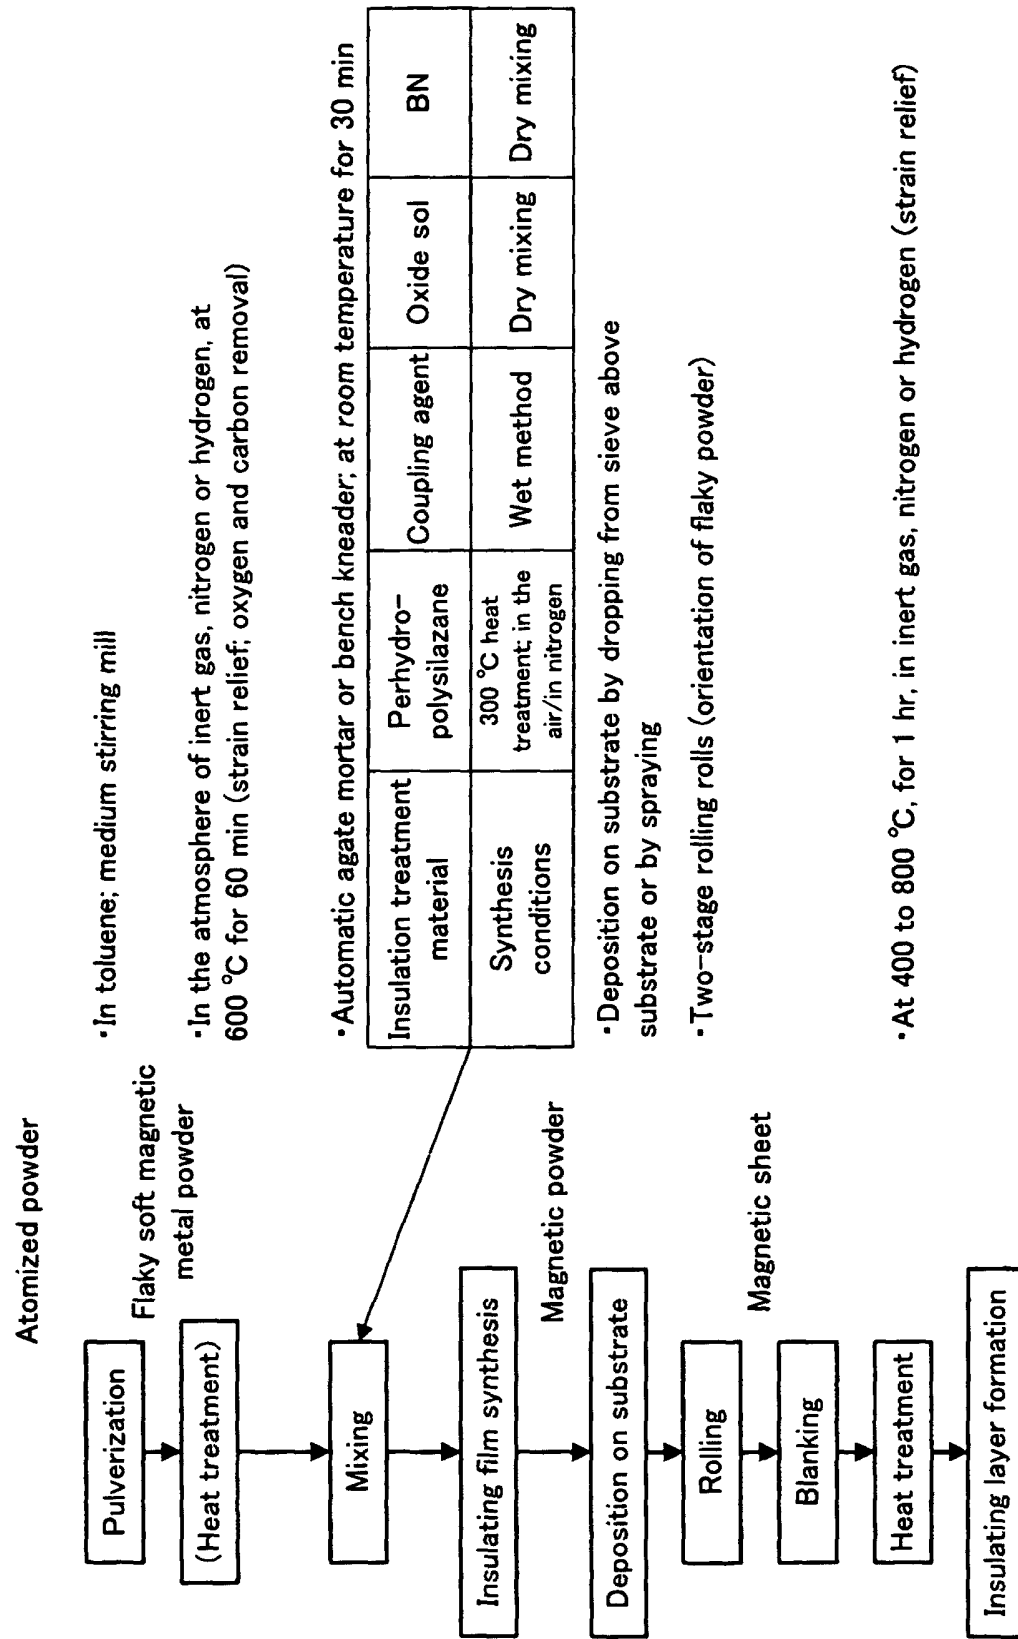 Atomized powder
Pulverization
・In toluene; medium stirring mill
Flaky soft magnetic
metal powder
(Heat treatment)
・In the atmosphere of inert gas, nitrogen or hydrogen, at
600 °C for 60 min (strain relief; oxygen and carbon removal)
Mixing
・Automatic agate mortar or bench kneader; at room temperature for 30 min
Insulation treatment
material
Perhydro-
polysilazane
Coupling agent
Oxide sol
BN
Synthesis
conditions
300 °C heat
treatment; in the
air/in nitrogen
Wet method
Dry mixing
Dry mixing
Insulating film synthesis
Magnetic powder
Deposition on substrate
・Deposition on substrate by dropping from sieve above
substrate or by spraying
Rolling
・Two-stage rolling rolls (orientation of flaky powder)
Magnetic sheet
Blanking
Heat treatment
・At 400 to 800 °C, for 1 hr, in inert gas, nitrogen or hydrogen (strain relief)
Insulating layer formation